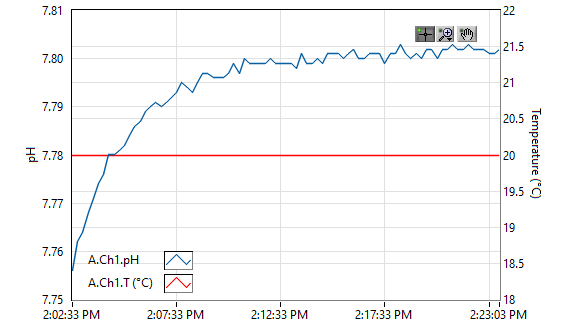 7.81
7.80
7.79
7.78
7.77
7.76
7.75
pH
22
21.5
21
20.5
20
19.5
19
18.5
18
Temperature (°C)
A.Ch1.pH
A.Ch1.T (°C)
2:02:33 PM
2:07:33 PM
2:12:33 PM
2:17:33 PM
2:23:03 PM